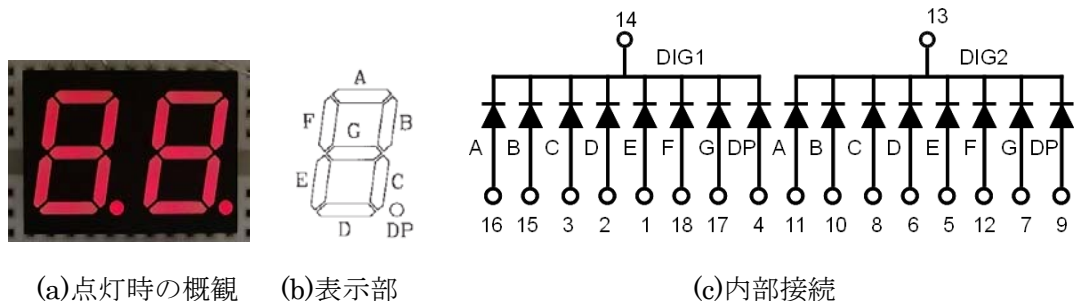 14 13
DIG1 DIG2
A
F G B
E C
D DP
A B C D E F G DP A B C D E F G DP
16 15 3 2 1 18 17 4 11 10 8 6 5 12 7 9
(a)点灯時の概観 (b)表示部 (c)内部接続